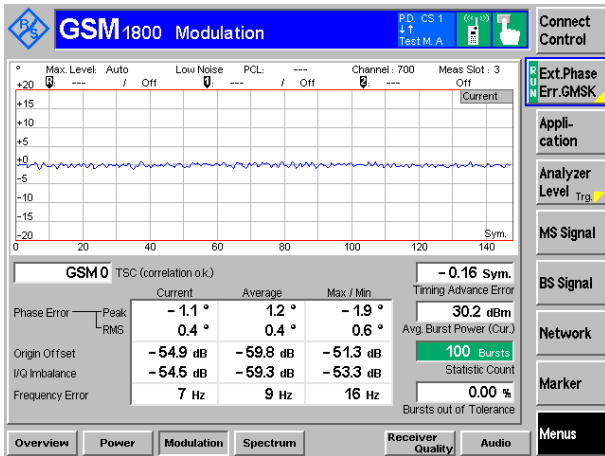 R/S GSM 1800 Modulation P.D. CS 1
Test M. A
Connect Control
° Max. Level: Auto Low Noise PCL: --- Channel : 700 Meas Slot : 3
--- / Off --- / Off --- Off
Current
+20
+15
+10
+5
+0
-5
-10
-15
-20
0 20 40 60 80 100 120 140
Sym.
GSM 0 TSC (correlation o.k.) - 0.16 Sym.
Timing Advance Error
Current Average Max / Min
Phase Error Peak - 1.1 ° 1.2 ° - 1.9 ° 30.2 dBm
RMS 0.4 ° 0.4 ° 0.6 ° Avg. Burst Power (Cur.)
Origin Offset - 54.9 dB - 59.8 dB - 51.3 dB 100 Bursts
I/Q Imbalance - 54.5 dB - 59.3 dB - 53.3 dB Statistic Count
Frequency Error 7 Hz 9 Hz 16 Hz 0.00 %
Bursts out of Tolerance
RUN Ext.Phase Err.GMSK
Appli-
cation
Analyzer
Level Trg.
MS Signal
BS Signal
Network
Marker
Menus
Overview Power Modulation Spectrum Receiver Quality Audio